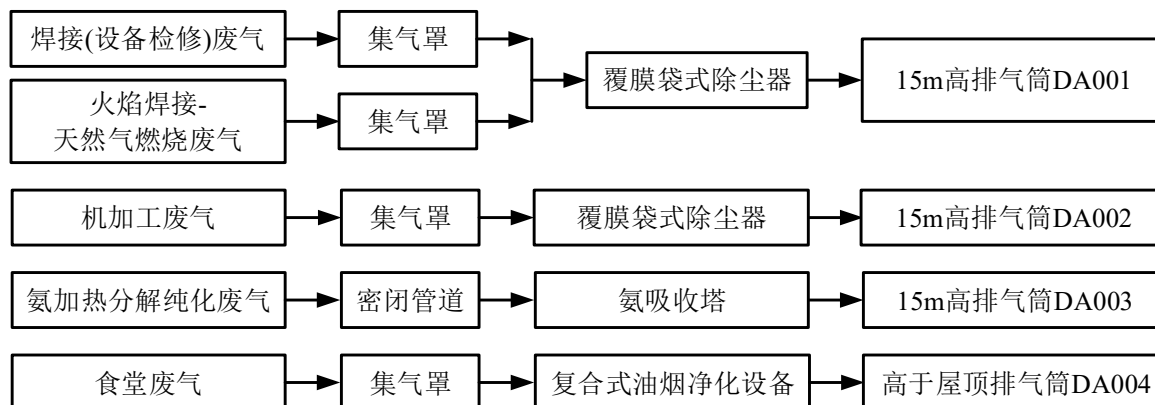 焊接(设备检修)废气
集气罩
火焰焊接-
天然气燃烧废气
集气罩
覆膜袋式除尘器
15m高排气筒DA001
机加工废气
集气罩
覆膜袋式除尘器
15m高排气筒DA002
氨加热分解纯化废气
密闭管道
氨吸收塔
15m高排气筒DA003
食堂废气
集气罩
复合式油烟净化设备
高于屋顶排气筒DA004